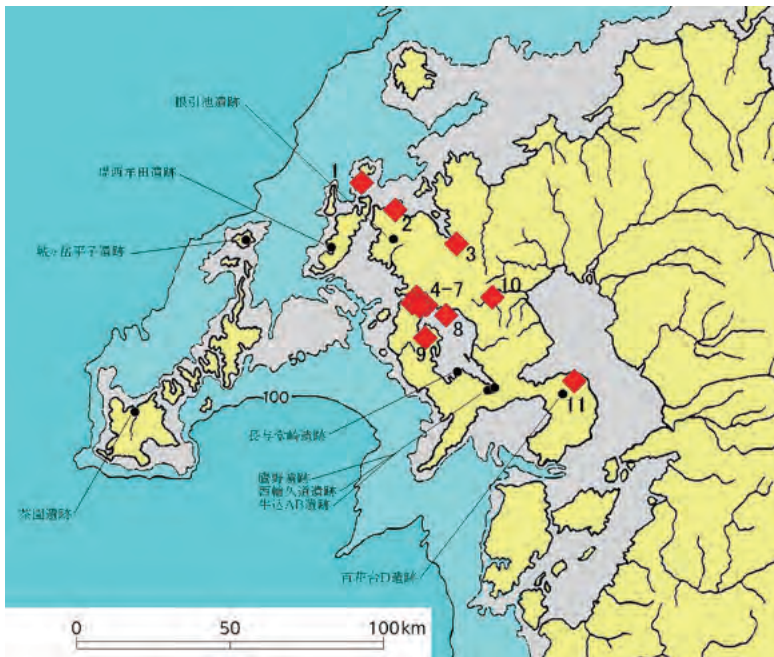 根引池遺跡
1
堤西牟田遺跡
2
3
城ヶ岳平子遺跡
4-7
10
8
50
9
100
11
長与堂崎遺跡
鷹野遺跡
西輪久道遺跡
牛込AB遺跡
茶園遺跡
百花台D遺跡
0
50
100km